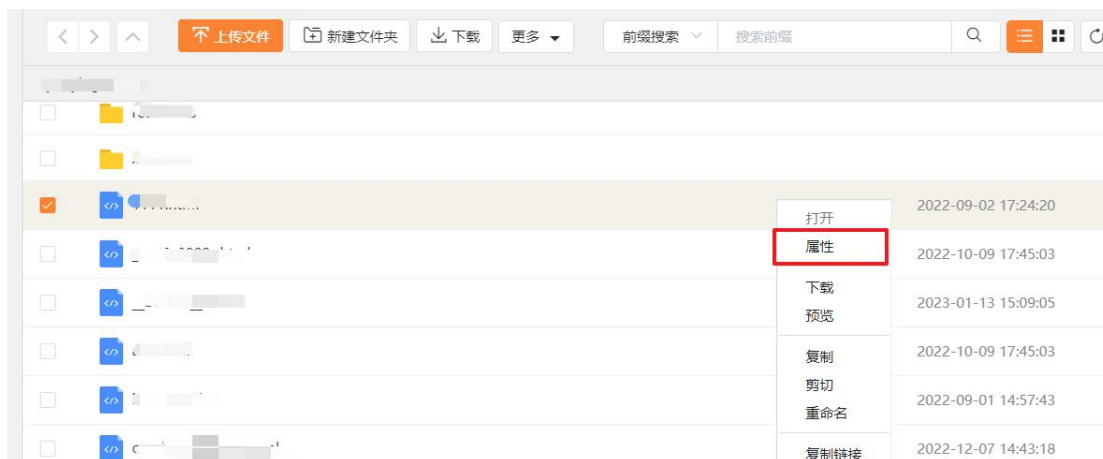 上传文件 新建文件夹 下载 更多 前缀搜索 搜索前缀
2022-09-02 17:24:20
打开
属性
2022-10-09 17:45:03
下载
2023-01-13 15:09:05
预览
复制
2022-10-09 17:45:03
剪切
2022-09-01 14:57:43
重命名
复制链接
2022-12-07 14:43:18